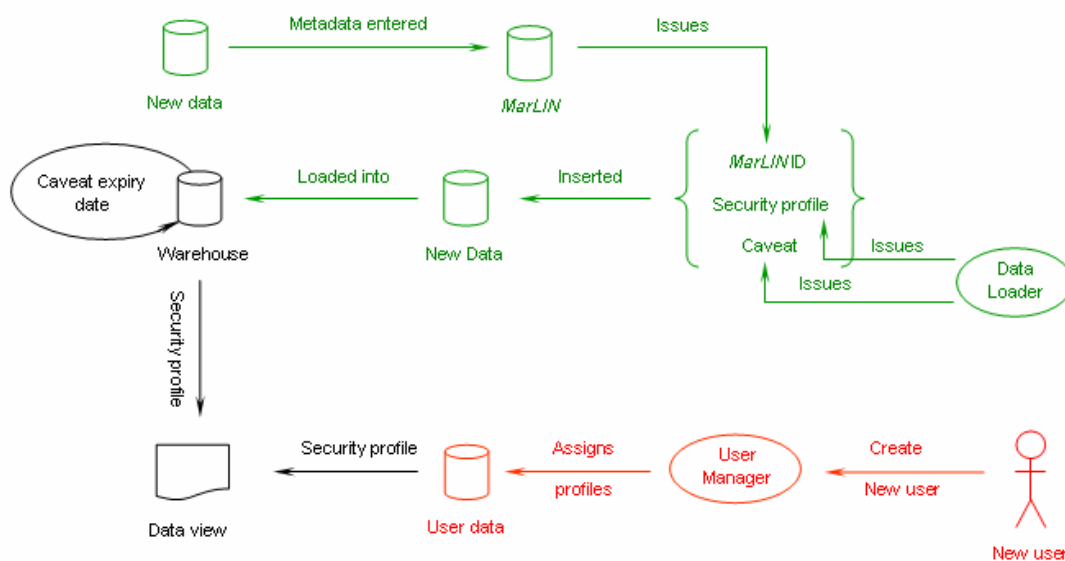 Metadata entered
Issues
New data
MarLIN
MarLIN ID
Caveat expiry
date
Loaded into
Inserted
Security profile
Warehouse
New Data
Caveat
Issues
Issues
Data
Loader
Security profile
Security profile
Assigns
profiles
User
Manager
Create
New user
Data view
User data
New user